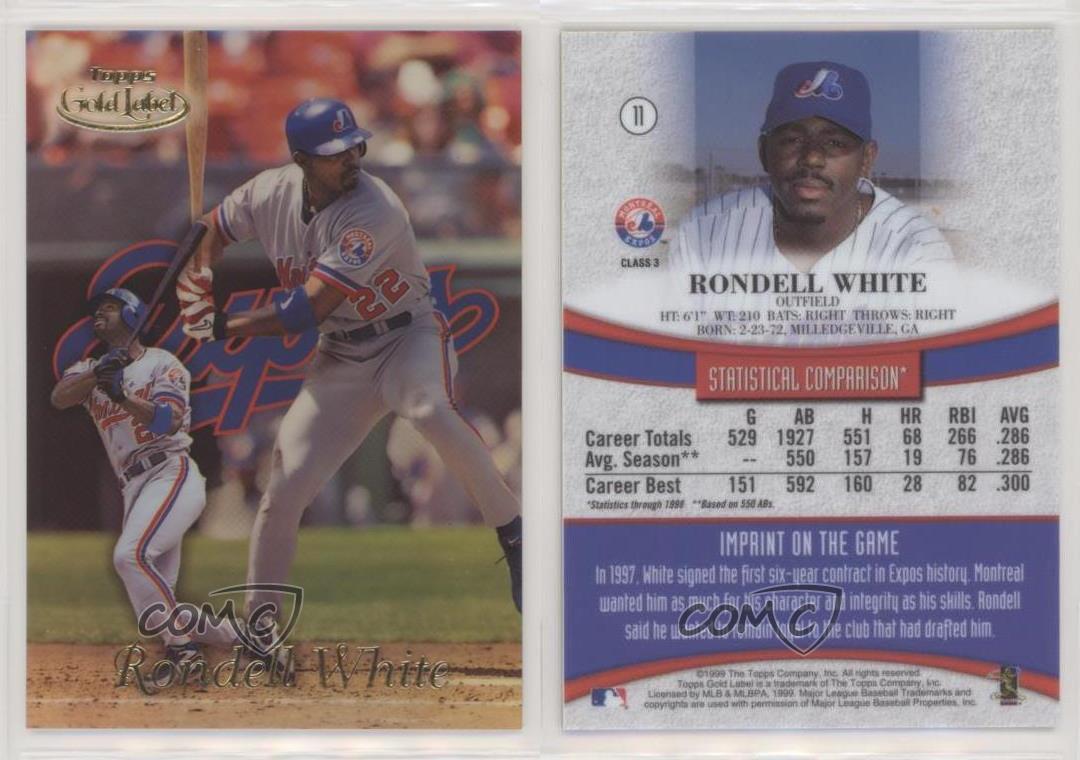 Topps
Gold Label
Expos
Montreal
22
COMC
Rondell White
11
MONTREAL
EXPOS
CLASS 3
RONDELL WHITE
OUTFIELD
HT: 6'1" WT: 210 BATS: RIGHT THROWS: RIGHT
BORN: 2-23-72, MILLEDGEVILLE, GA
STATISTICAL COMPARISON*
G AB H HR RBI AVG
Career Totals 529 1927 551 68 266 .286
Avg. Season** -- 550 157 19 76 .286
Career Best 151 592 160 28 82 .300
*Statistics through 1998 **Based on 550 ABs.
IMPRINT ON THE GAME
In 1997, White signed the first six-year contract in Expos history. Montreal
wanted him as much for his character and integrity as his skills. Rondell
said he the club that had drafted him.
COMC
©1999 The Topps Company, Inc. All rights reserved.
Topps Gold Label is a trademark of The Topps Company, Inc.
Licensed by MLB & MLBPA, 1999. Major League Baseball Trademarks and
copyrights are used with permission of Major League Baseball Properties, Inc.